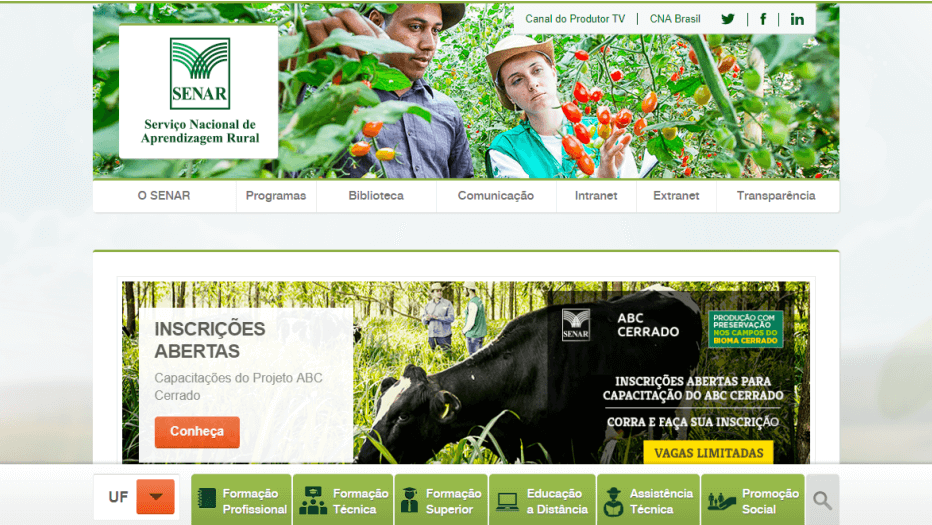 Canal do Produtor TV | CNA Brasil
SENAR
Serviço Nacional de
Aprendizagem Rural
O SENAR
Programas
Biblioteca
Comunicação
Intranet
Extranet
Transparência
INSCRIÇÕES
ABERTAS
Capacitações do Projeto ABC
Cerrado
Conheça
SENAR
ABC
CERRADO
PRODUÇÃO COM
PRESERVAÇÃO
NOS CAMPOS DO
BIOMA CERRADO
INSCRIÇÕES ABERTAS PARA
CAPACITAÇÃO DO ABC CERRADO
CORRA E FAÇA SUA INSCRIÇÃO
VAGAS LIMITADAS
UF
Formação
Profissional
Formação
Técnica
Formação
Superior
Educação
a Distância
Assistência
Técnica
Promoção
Social